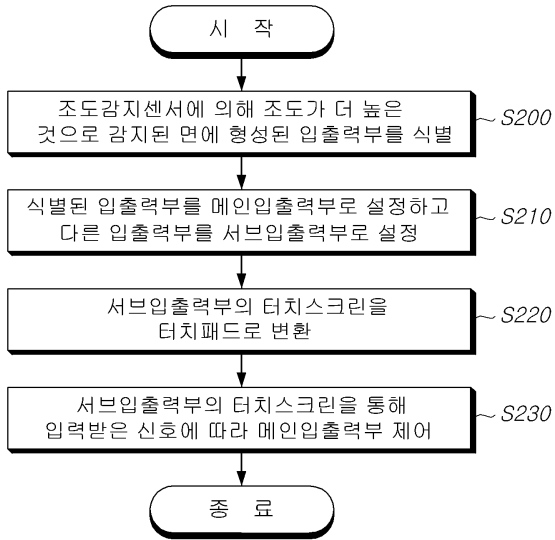 시 작
조도감지센서에 의해 조도가 더 높은
것으로 감지된 면에 형성된 입출력부를 식별
S200
식별된 입출력부를 메인입출력부로 설정하고
다른 입출력부를 서브입출력부로 설정
S210
서브입출력부의 터치스크린을
터치패드로 변환
S220
서브입출력부의 터치스크린을 통해
입력받은 신호에 따라 메인입출력부 제어
S230
종 료